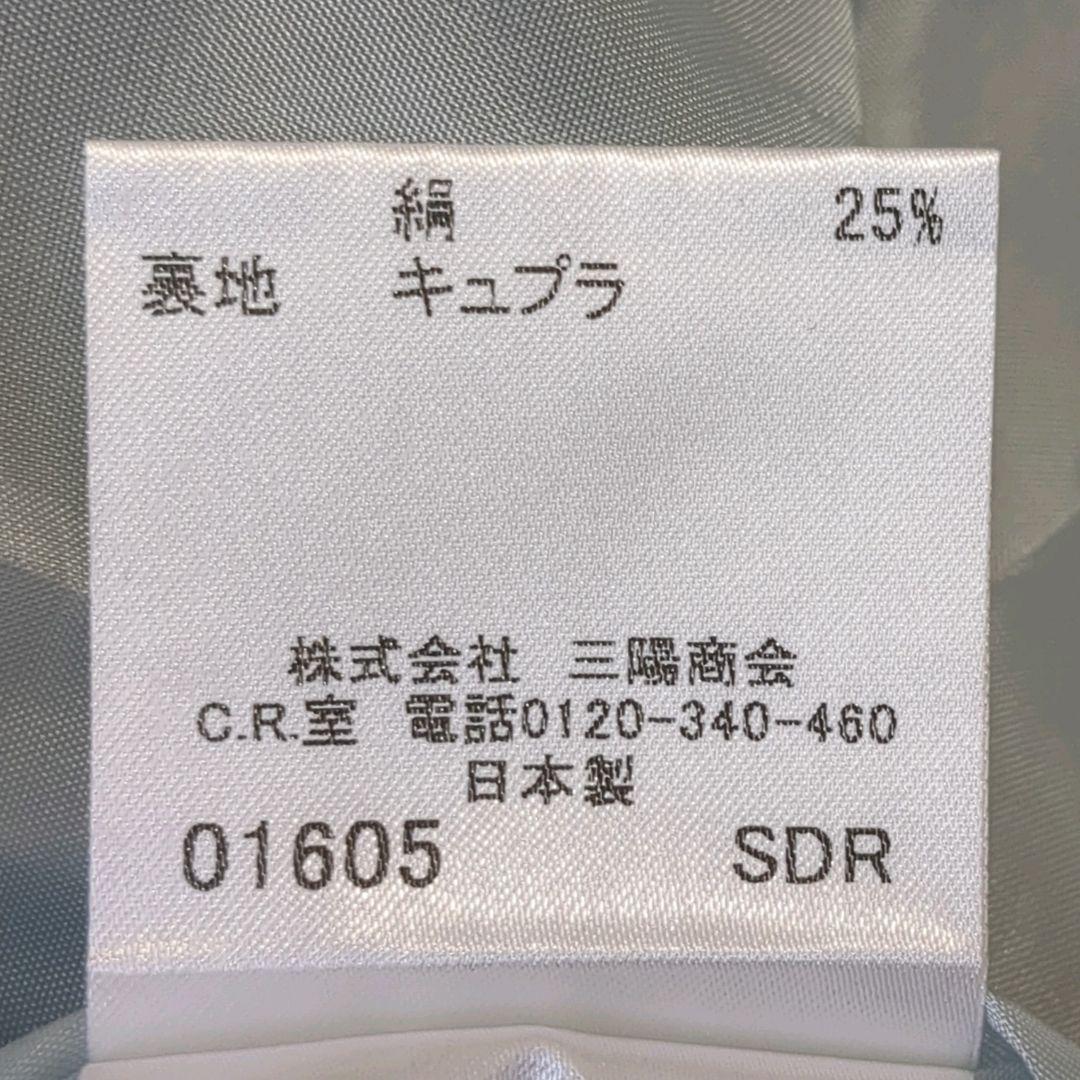 絹 25%
裏地 キュプラ
株式会社 三陽商会
C.R.室 電話0120-340-460
日本製
01605 SDR